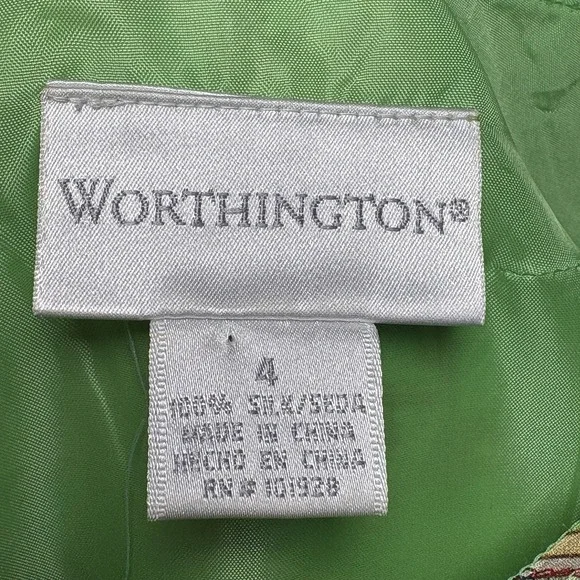 WORTHINGTON®
4
100% SILK/SEDA
MADE IN CHINA
HECHO EN CHINA
RN# 101928